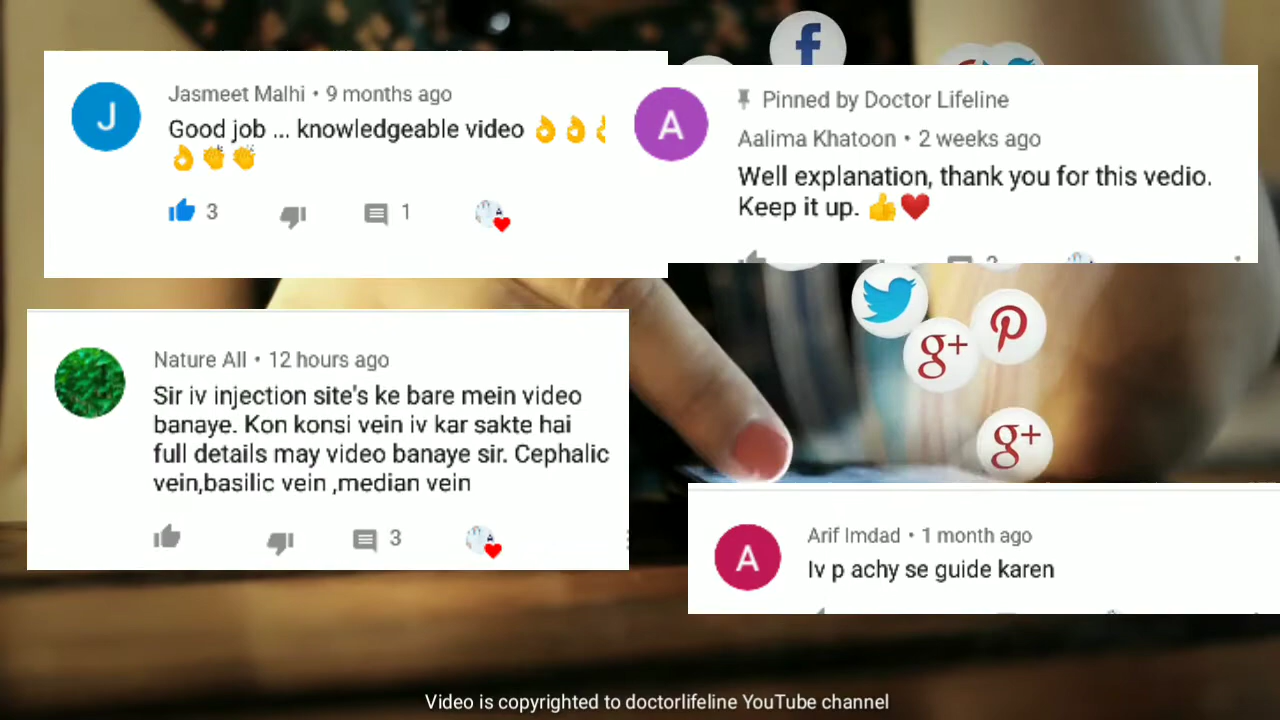 f
J
Jasmeet Malhi • 9 months ago
Good job ... knowledgeable video 👌👌👌
👌👏👏
3
1
A
Pinned by Doctor Lifeline
Aalima Khatoon • 2 weeks ago
Well explanation, thank you for this vedio.
Keep it up. 👍❤️
g+
g+
Nature All • 12 hours ago
Sir iv injection site's ke bare mein video
banaye. Kon konsi vein iv kar sakte hai
full details may video banaye sir. Cephalic
vein,basilic vein ,median vein
3
A
Arif Imdad • 1 month ago
Iv p achy se guide karen
Video is copyrighted to doctorlifeline YouTube channel